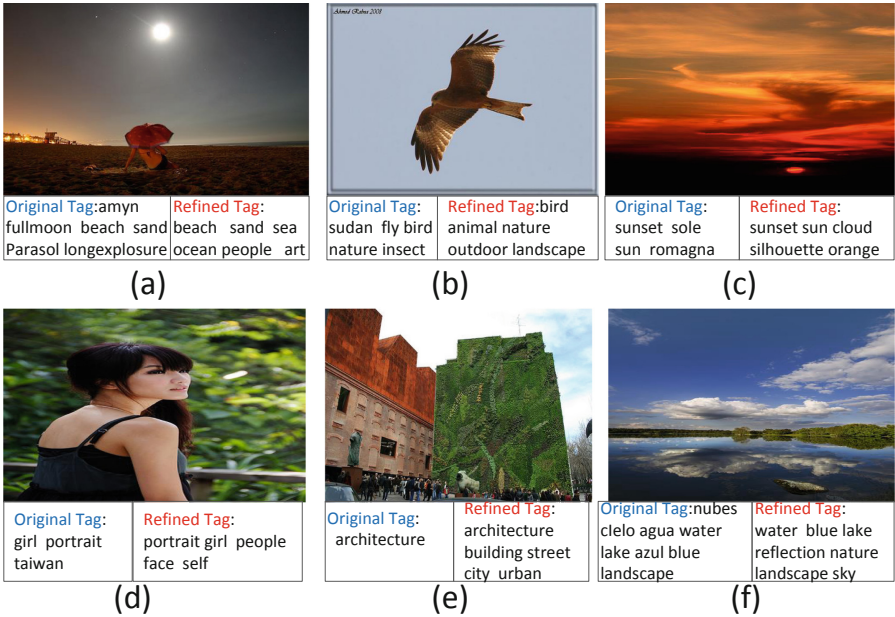 Ahmed Rabea 2008
Original Tag:amyn
fullmoon beach sand
Parasol longexplosure
Refined Tag:
beach sand sea
ocean people art
Original Tag:
sudan fly bird
nature insect
Refined Tag:bird
animal nature
outdoor landscape
Original Tag:
sunset sole
sun romagna
Refined Tag:
sunset sun cloud
silhouette orange
(a)
(b)
(c)
Original Tag:
girl portrait
taiwan
Refined Tag:
portrait girl people
face self
Original Tag:
architecture
Refined Tag:
architecture
building street
city urban
Original Tag:nubes
clelo agua water
lake azul blue
landscape
Refined Tag:
water blue lake
reflection nature
landscape sky
(d)
(e)
(f)